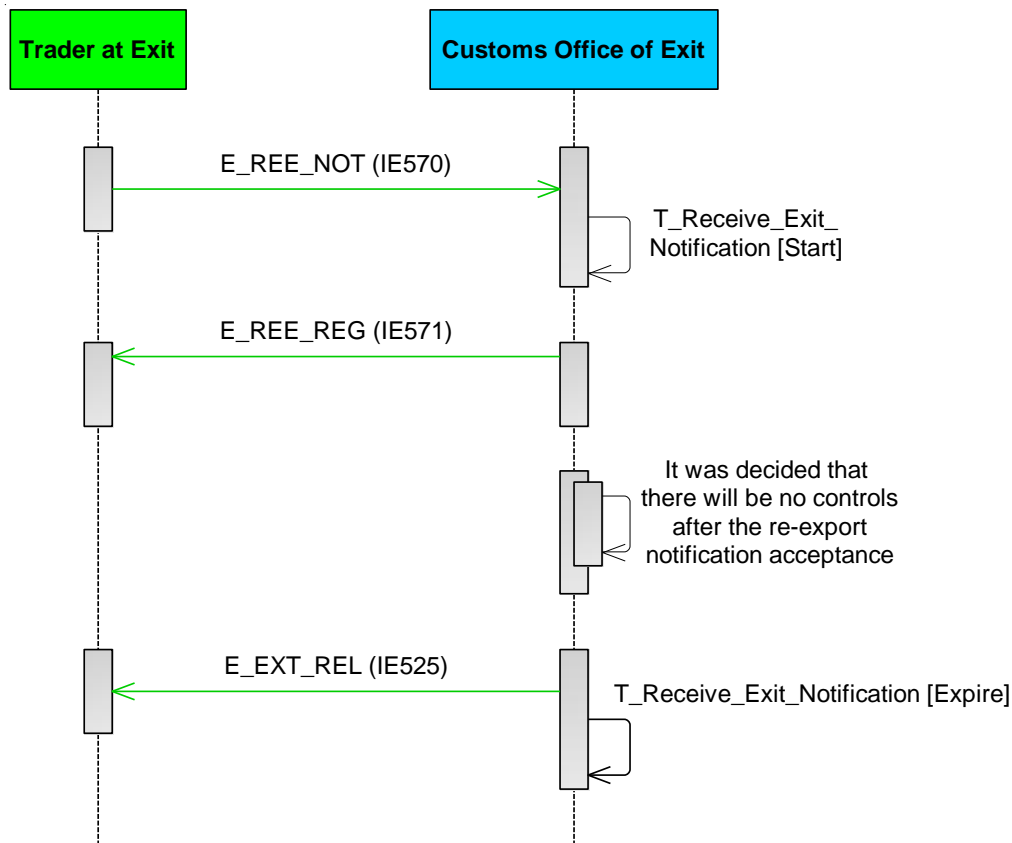 Trader at Exit
Customs Office of Exit
E_REE_NOT (IE570)
T_Receive_Exit_
Notification [Start]
E_REE_REG (IE571)
It was decided that
there will be no controls
after the re-export
notification acceptance
E_EXT_REL (IE525)
T_Receive_Exit_Notification [Expire]